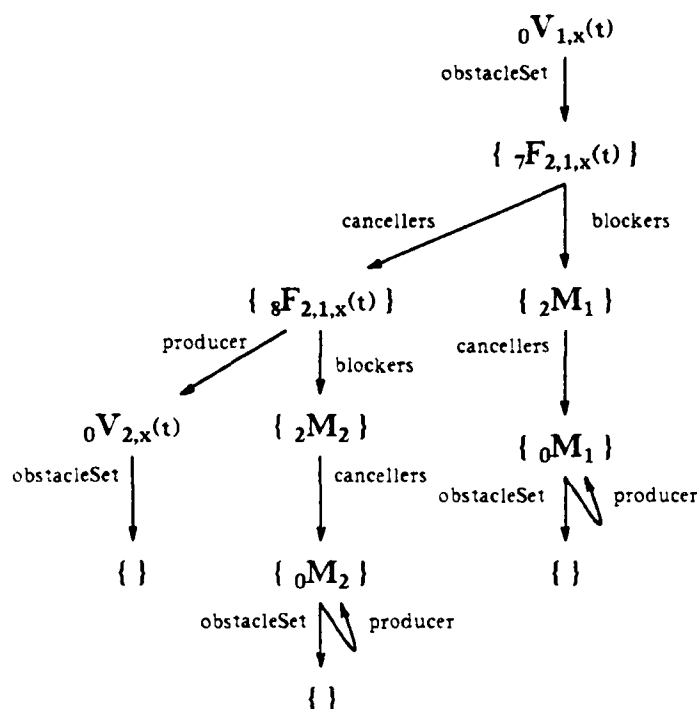 ₀V₁,ₓ(t)
obstacleSet
{ ₇F₂,₁,ₓ(t) }
cancellers blockers
{ ₈F₂,₁,ₓ(t) } { ₂M₁ }
producer blockers cancellers
₀V₂,ₓ(t) { ₂M₂ } { ₀M₁ }
obstacleSet cancellers obstacleSet producer
{ } { ₀M₂ } { }
obstacleSet producer
{ }